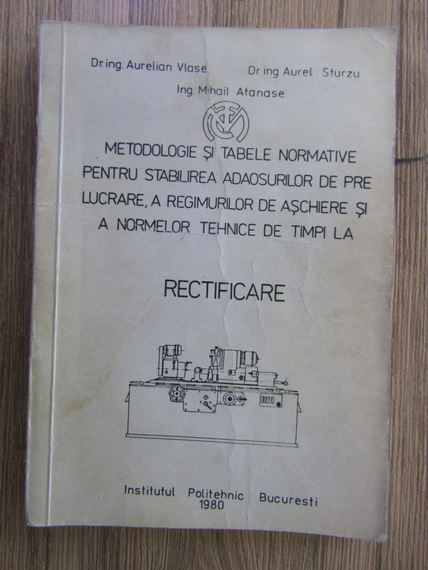 Dr.ing. Aurelian Vlase Dr.ing Aurel. Sturzu
Ing. Mihail Atanase
METODOLOGIE ȘI TABELE NORMATIVE
PENTRU STABILIREA ADAOSURILOR DE PRE
LUCRARE, A REGIMURILOR DE AȘCHIERE ȘI
A NORMELOR TEHNICE DE TIMPI LA
RECTIFICARE
Institutul Politehnic Bucuresti
1980